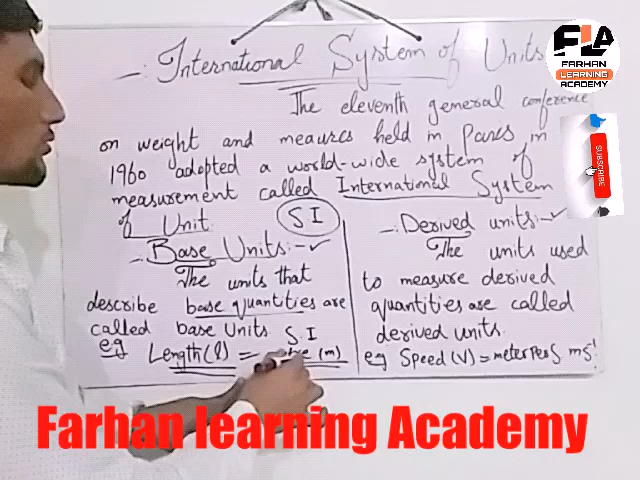 FLA
FARHAN
LEARNING
ACADEMY
SUBSCRIBE
International System of Units
The eleventh general conference
on weight and meaures held in Paris in
1960 adopted a world-wide system of
measurement called International System
of Unit
SI
Base Units:-
The units that
describe base quantities are
called base Units
S.I
eg Length(l) = (m)
Derived units:-
The units used
to measure derived
quantities are called
derived units.
eg Speed (V) = meter Per S ms⁻¹
Farhan learning Academy